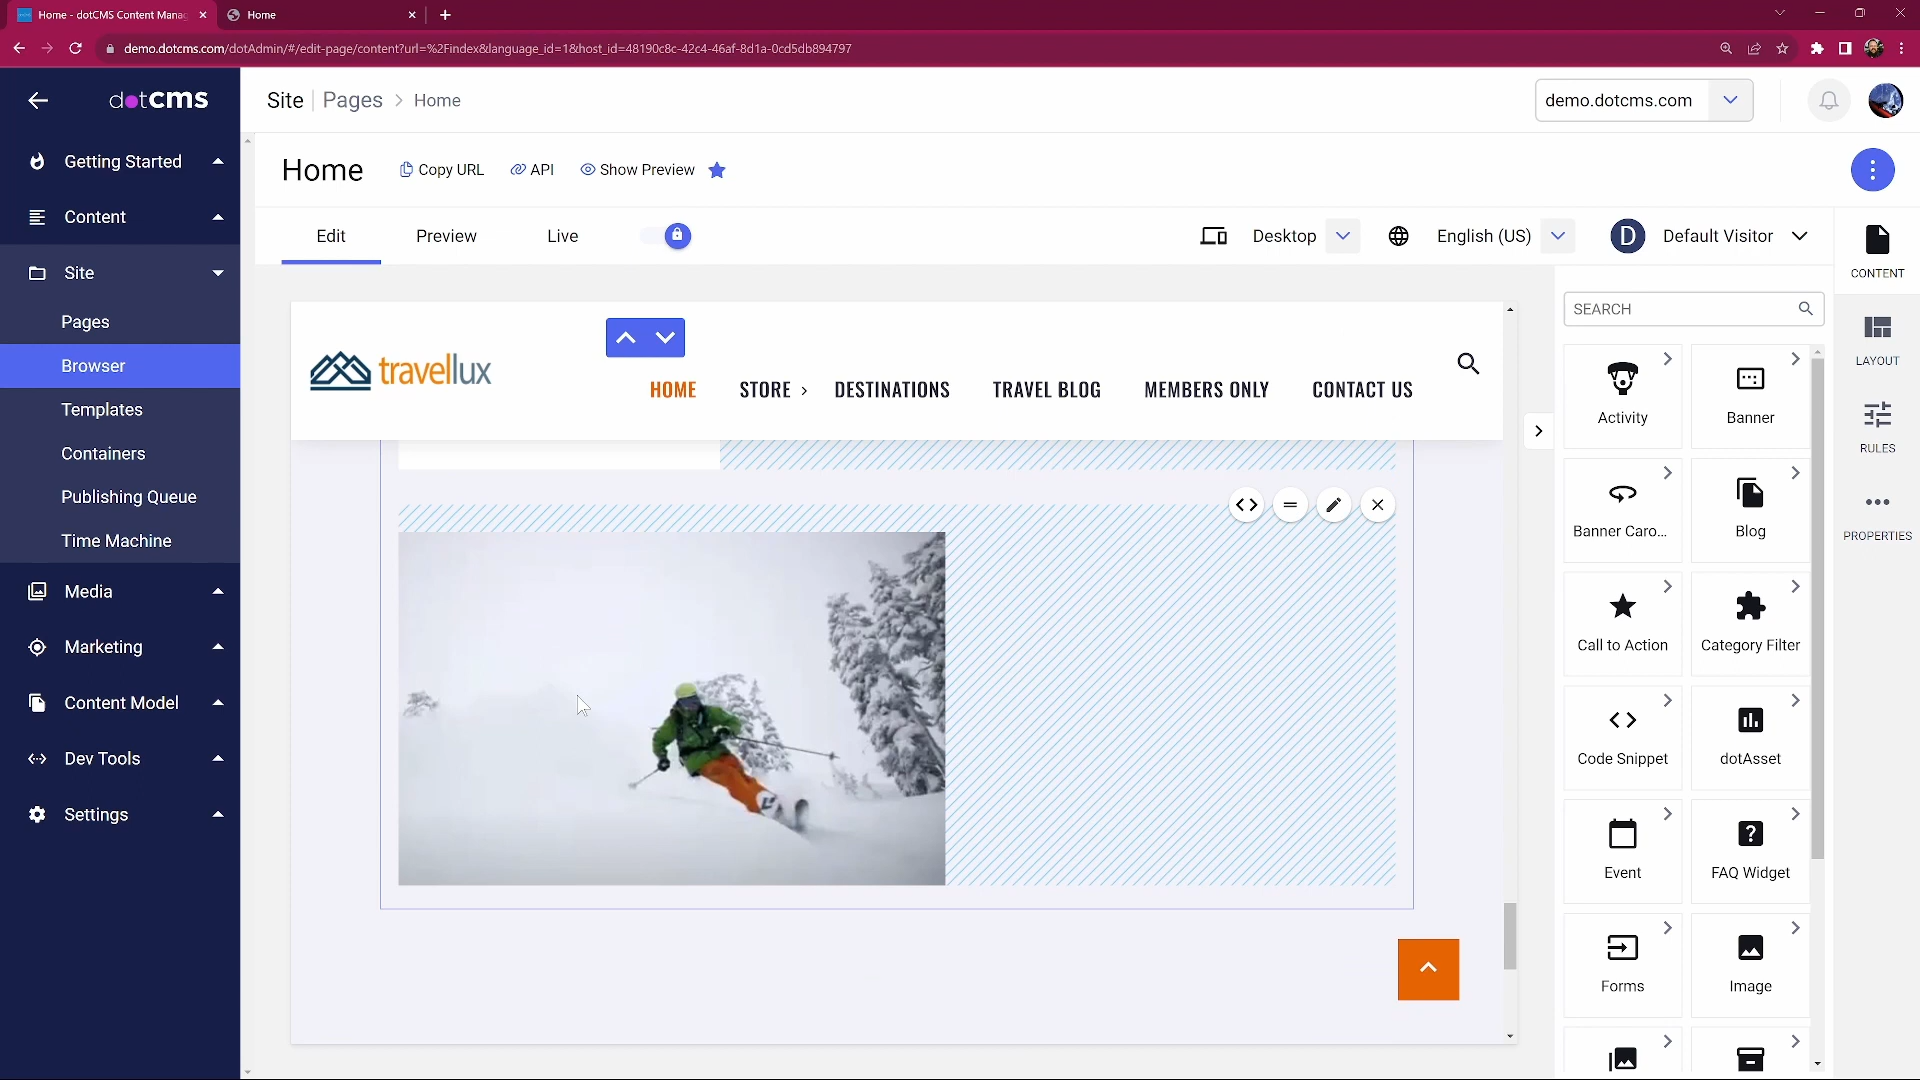 Home - dotCMS Content Manag
Home
demo.dotcms.com/dotAdmin/#/edit-page/content?url=%2Findex&language_id=1&host_id=48190c8c-42c4-46af-8d1a-0cd5db894797
dotcms
Site
Pages
>
Home
demo.dotcms.com
Getting Started
Content
Site
Pages
Browser
Templates
Containers
Publishing Queue
Time Machine
Media
Marketing
Content Model
Dev Tools
Settings
Home
Copy URL
API
Show Preview
Edit
Preview
Live
Desktop
English (US)
D
Default Visitor
travellux
HOME
STORE >
DESTINATIONS
TRAVEL BLOG
MEMBERS ONLY
CONTACT US
SEARCH
Activity
Banner
Banner Caro...
Blog
Call to Action
Category Filter
Code Snippet
dotAsset
Event
FAQ Widget
Forms
Image
CONTENT
LAYOUT
RULES
PROPERTIES